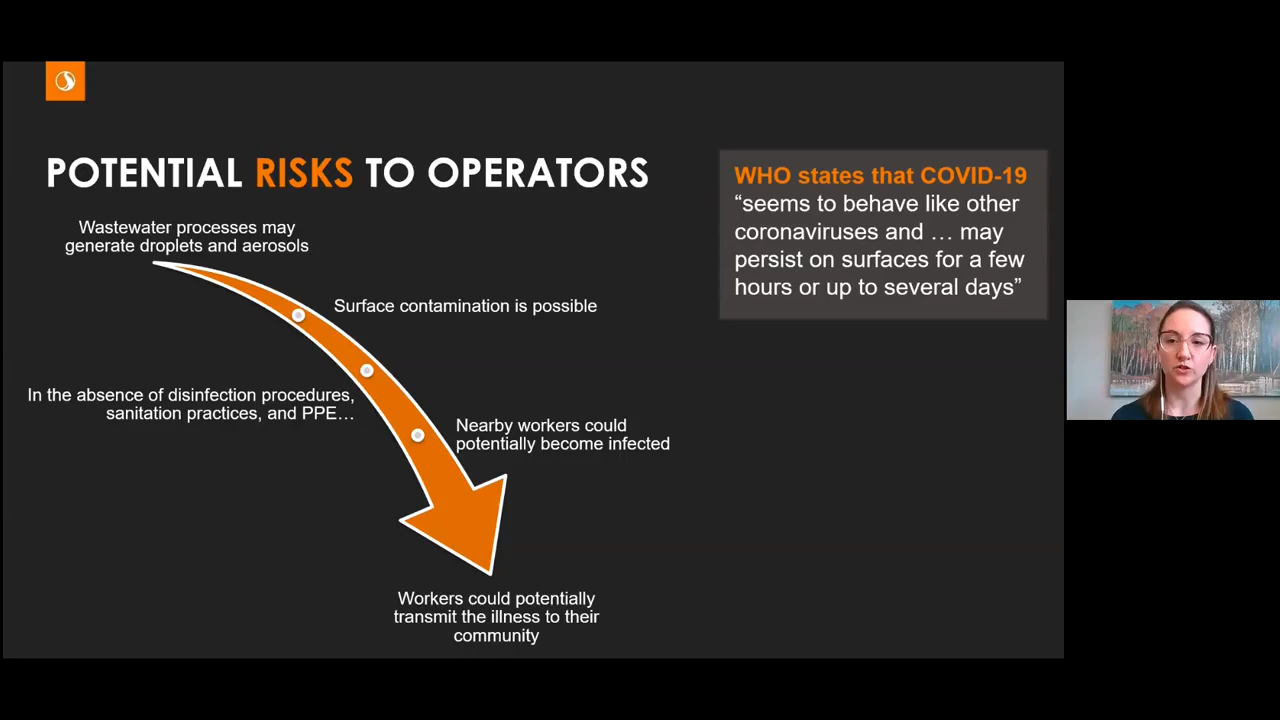 POTENTIAL RISKS TO OPERATORS
Wastewater processes may
generate droplets and aerosols
Surface contamination is possible
In the absence of disinfection procedures,
sanitation practices, and PPE…
Nearby workers could
potentially become infected
Workers could potentially
transmit the illness to their
community
WHO states that COVID-19
“seems to behave like other
coronaviruses and … may
persist on surfaces for a few
hours or up to several days”